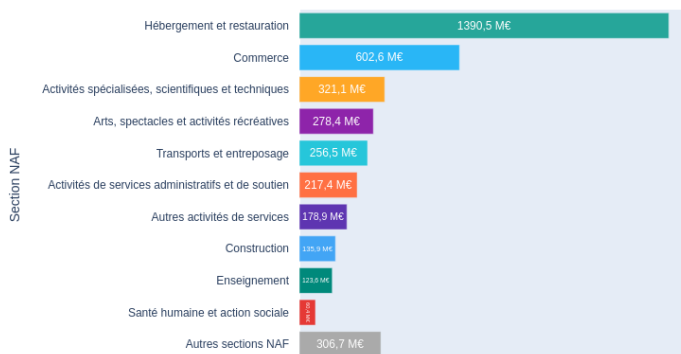 Hébergement et restauration
1390,5 M€
Commerce
602,6 M€
Activités spécialisées, scientifiques et techniques
321,1 M€
Arts, spectacles et activités récréatives
278,4 M€
Transports et entreposage
256,5 M€
Activités de services administratifs et de soutien
217,4 M€
Autres activités de services
178,9 M€
Construction
135,9 M€
Enseignement
123,6 M€
Santé humaine et action sociale
M€
Autres sections NAF
306,7 M€
Section NAF